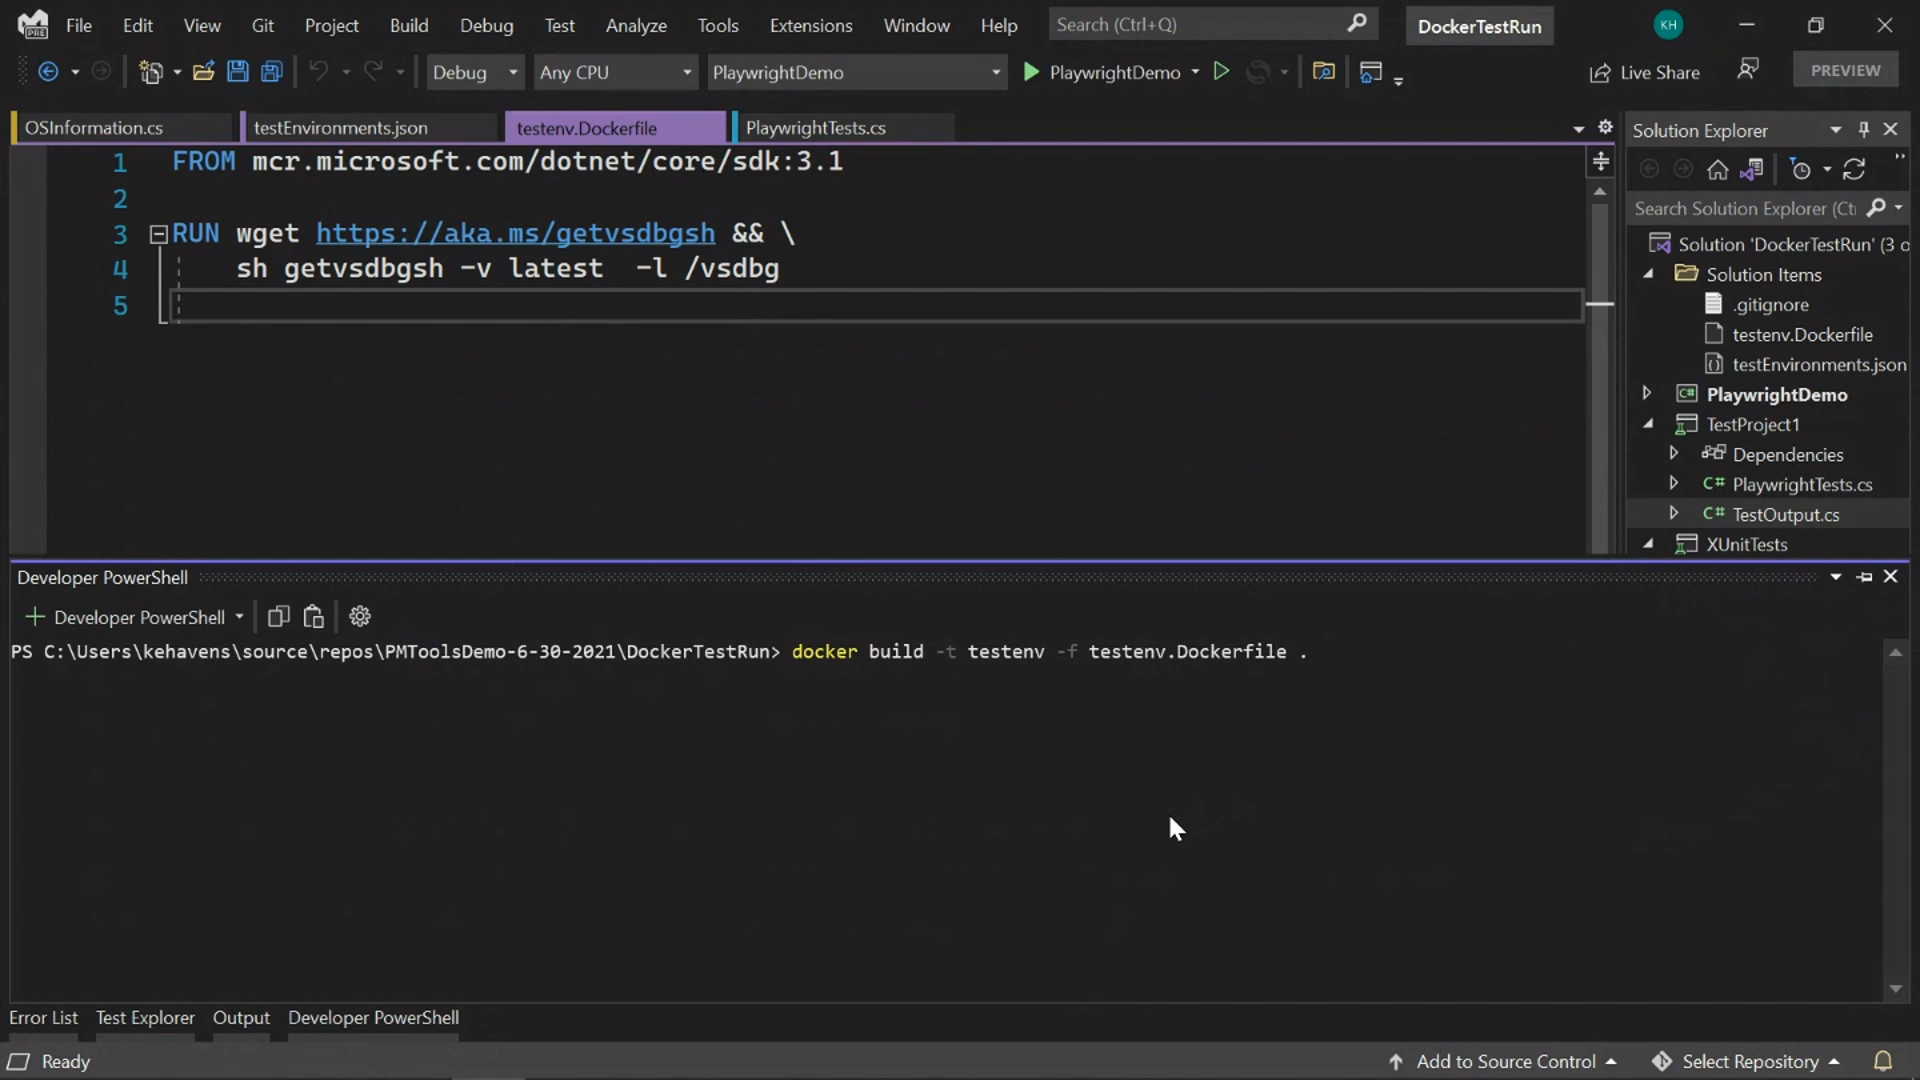 File Edit View Git Project Build Debug Test Analyze Tools Extensions Window Help Search (Ctrl+Q) DockerTestRun KH
Debug Any CPU PlaywrightDemo PlaywrightDemo Live Share PREVIEW
OSInformation.cs testEnvironments.json testenv.Dockerfile PlaywrightTests.cs
1 FROM mcr.microsoft.com/dotnet/core/sdk:3.1
2
3 RUN wget https://aka.ms/getvsdbgsh && \
4 sh getvsdbgsh -v latest -l /vsdbg
5
Solution Explorer
Search Solution Explorer (Ctr
Solution 'DockerTestRun' (3 o
Solution Items
.gitignore
testenv.Dockerfile
testEnvironments.json
C# PlaywrightDemo
TestProject1
Dependencies
C# PlaywrightTests.cs
C# TestOutput.cs
XUnitTests
Developer PowerShell
Developer PowerShell
PS C:\Users\kehavens\source\repos\PMToolsDemo-6-30-2021\DockerTestRun> docker build -t testenv -f testenv.Dockerfile .
Error List Test Explorer Output Developer PowerShell
Ready Add to Source Control Select Repository